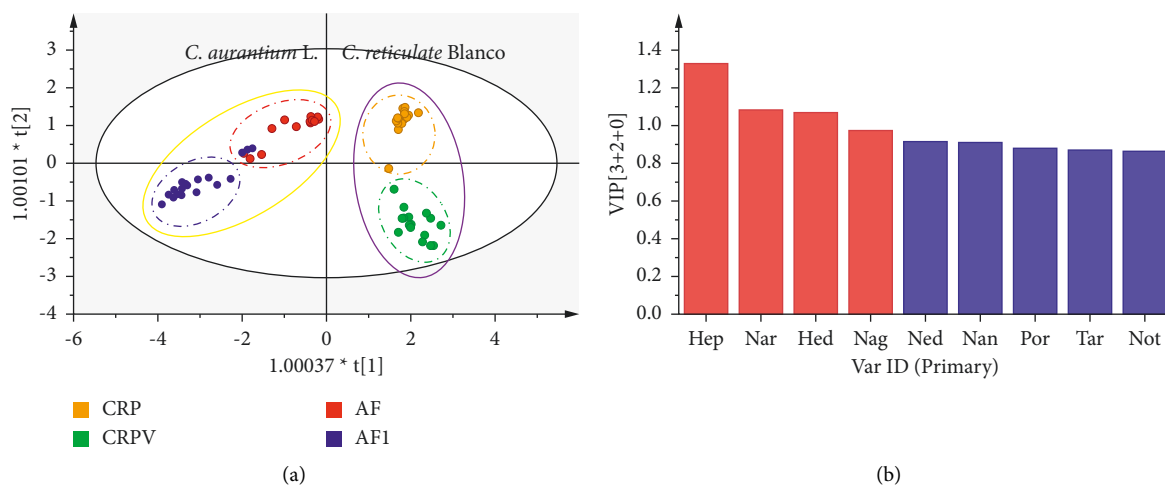 3
2
1
0
-1
-2
-3
-4
1.00101 * t[2]
C. aurantium L.
C. reticulate Blanco
-6 -4 -2 0 2 4
1.00037 * t[1]
CRP
AF
CRPV
AF1
(a)
1.4
1.2
1.0
0.8
0.6
0.4
0.2
0.0
VIP[3+2+0]
Hep Nar Hed Nag Ned Nan Por Tar Not
Var ID (Primary)
(b)